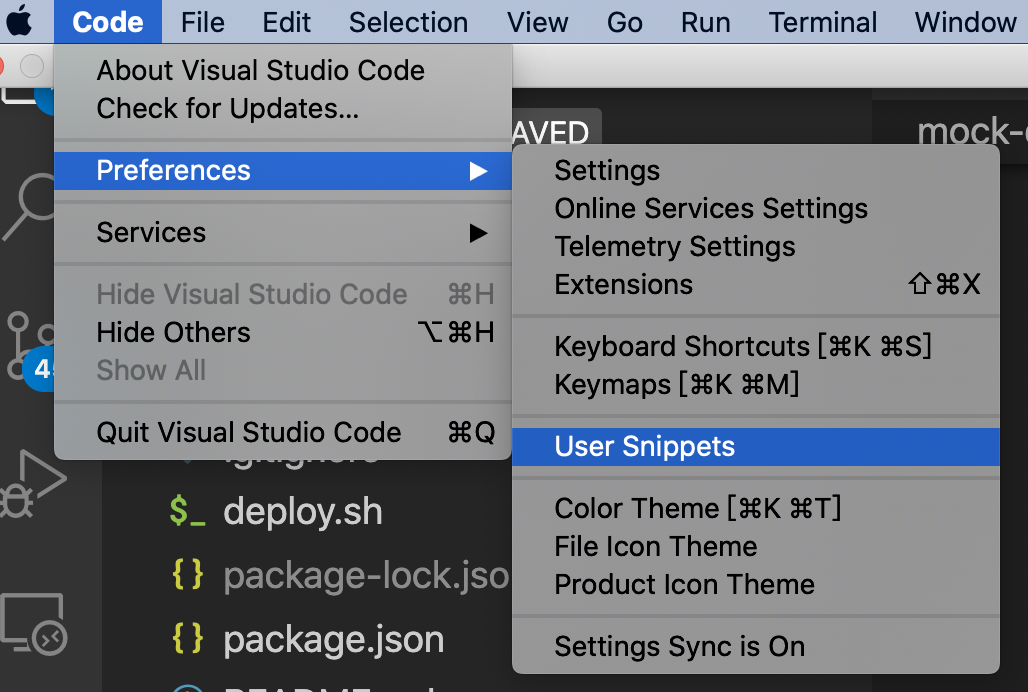 Code File Edit Selection View Go Run Terminal Window
About Visual Studio Code
Check for Updates...
Preferences ▶
Services ▶
Hide Visual Studio Code ⌘H
Hide Others ⌥⌘H
Show All
Quit Visual Studio Code ⌘Q
AVED
mock-
Settings
Online Services Settings
Telemetry Settings
Extensions ⇧⌘X
Keyboard Shortcuts [⌘K ⌘S]
Keymaps [⌘K ⌘M]
User Snippets
Color Theme [⌘K ⌘T]
File Icon Theme
Product Icon Theme
Settings Sync is On
4
$_ deploy.sh
{} package-lock.jso
{} package.json